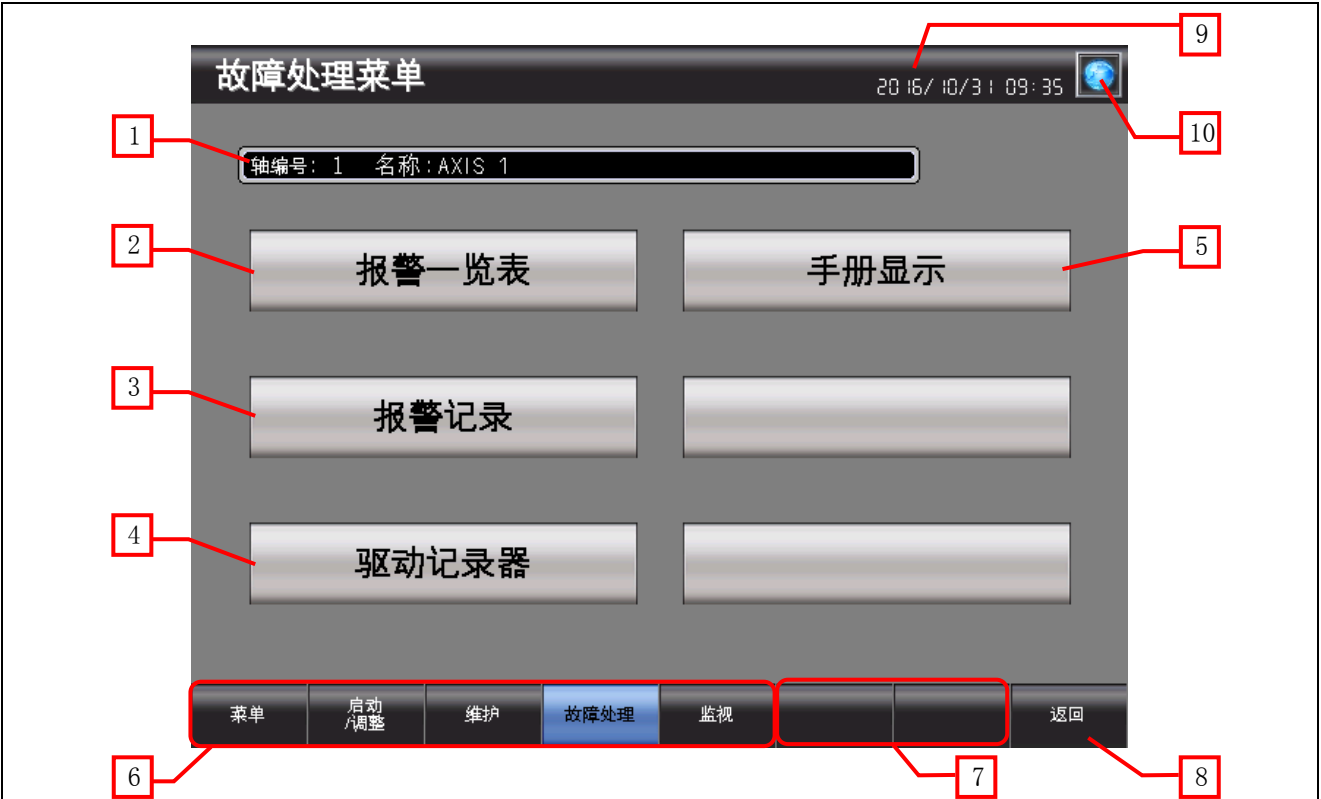 9
故障处理菜单
2016/10/31 09:35
1
10
轴编号: 1 名称:AXIS 1
2
报警一览表
手册显示
5
3
报警记录
4
驱动记录器
菜单
启动
/调整
维护
故障处理
监视
返回
6
7
8